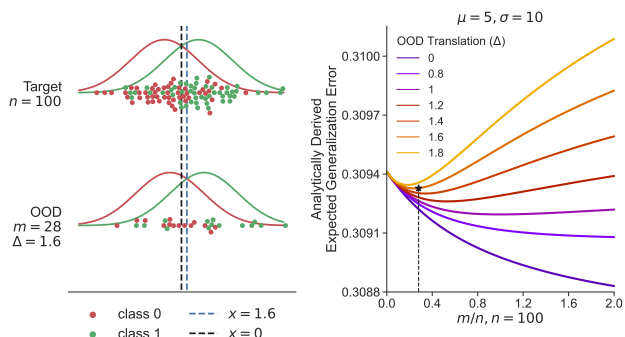 Target
n = 100
OOD
m = 28
Δ = 1.6
class 0
class 1
x = 1.6
x = 0
μ = 5, σ = 10
Analytically Derived
Expected Generalization Error
0.3100
0.3097
0.3094
0.3091
0.3088
OOD Translation (Δ)
0
0.8
1
1.2
1.4
1.6
1.8
0.0 0.4 0.8 1.2 1.6 2.0
m/n, n = 100